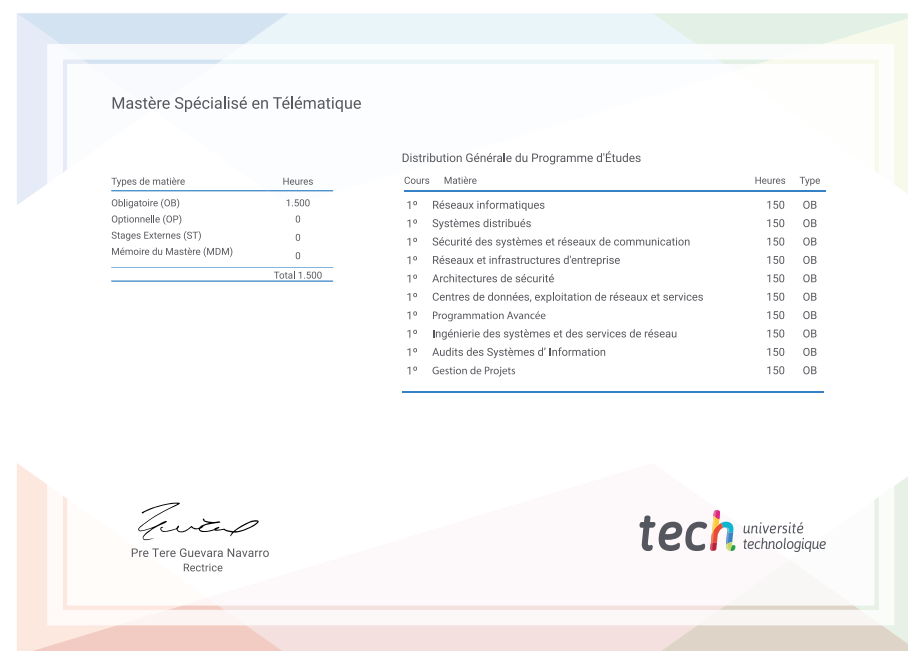 Mastère Spécialisé en Télématique
Types de matière Heures
Obligatoire (OB) 1.500
Optionnelle (OP) 0
Stages Externes (ST) 0
Mémoire du Mastère (MDM) 0
Total 1.500
Distribution Générale du Programme d'Études
Cours Matière Heures Type
1º Réseaux informatiques 150 OB
1º Systèmes distribués 150 OB
1º Sécurité des systèmes et réseaux de communication 150 OB
1º Réseaux et infrastructures d'entreprise 150 OB
1º Architectures de sécurité 150 OB
1º Centres de données, exploitation de réseaux et services 150 OB
1º Programmation Avancée 150 OB
1º Ingénierie des systèmes et des services de réseau 150 OB
1º Audits des Systèmes d' Information 150 OB
1º Gestion de Projets 150 OB
Pre Tere Guevara Navarro
Rectrice
tech université
technologique